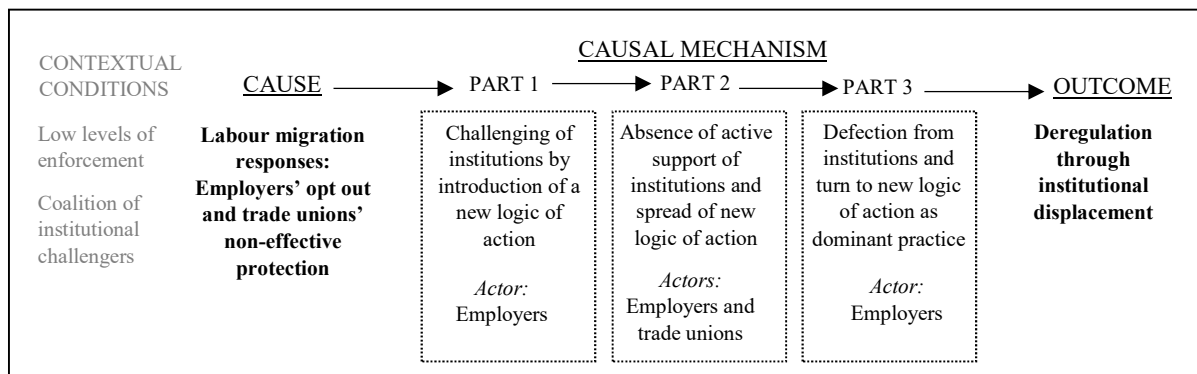 CONTEXTUAL
CONDITIONS
Low levels of
enforcement
Coalition of
institutional
challengers
CAUSAL MECHANISM
CAUSE
Labour migration
responses:
Employers’ opt out
and trade unions’
non-effective
protection
PART 1
Challenging of
institutions by
introduction of a
new logic of
action
Actor:
Employers
PART 2
Absence of active
support of
institutions and
spread of new
logic of action
Actors:
Employers and
trade unions
PART 3
Defection from
institutions and
turn to new logic
of action as
dominant practice
Actor:
Employers
OUTCOME
Deregulation
through
institutional
displacement